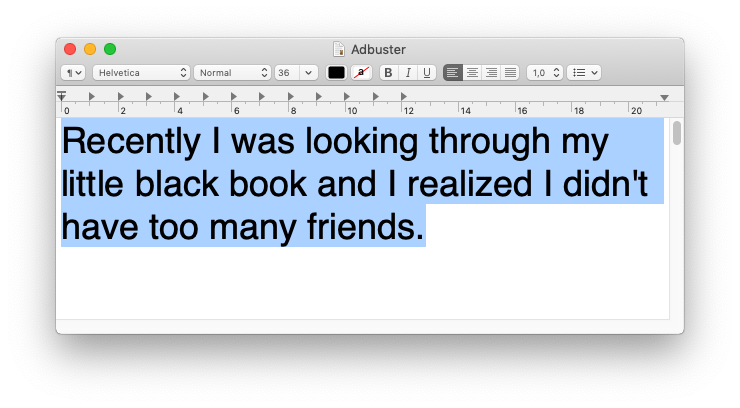 Adbuster
¶ Helvetica Normal 36 a B I U 1,0
0 2 4 6 8 10 12 14 16 18 20
Recently I was looking through my
little black book and I realized I didn't
have too many friends.